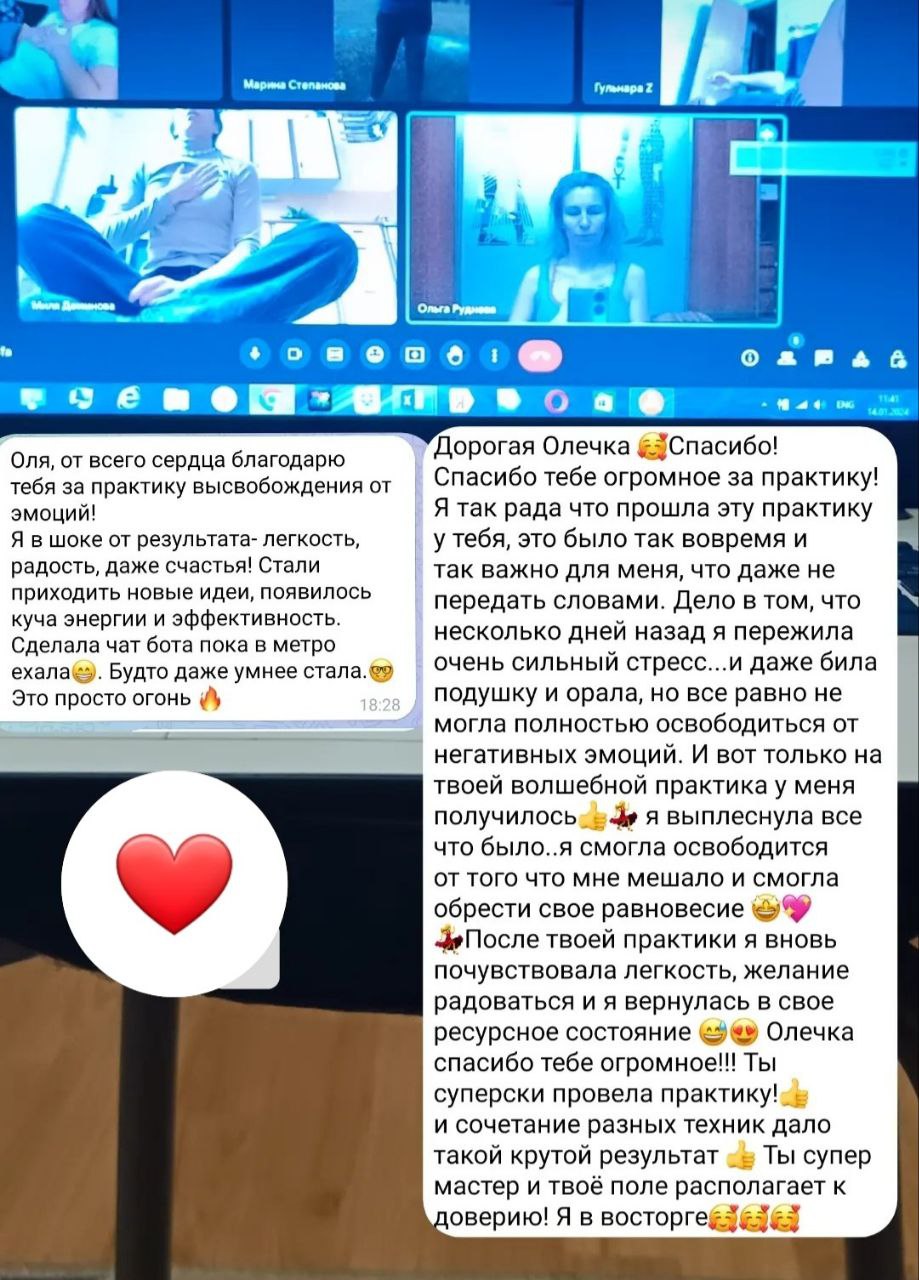 Марина Степанова
Гульнара Z
Ольга Руднева
ENG
11:41
14.01.2024
8
Оля, от всего сердца благодарю
тебя за практику высвобождения от
эмоций!
Я в шоке от результата- легкость,
радость, даже счастья! Стали
приходить новые идеи, появилось
куча энергии и эффективность.
Сделала чат бота пока в метро
ехала😁. Будто даже умнее стала.🤓
Это просто огонь 🔥
18:28
Дорогая Олечка 🥰Спасибо!
Спасибо тебе огромное за практику!
Я так рада что прошла эту практику
у тебя, это было так вовремя и
так важно для меня, что даже не
передать словами. Дело в том, что
несколько дней назад я пережила
очень сильный стресс...и даже била
подушку и орала, но все равно не
могла полностью освободиться от
негативных эмоций. И вот только на
твоей волшебной практика у меня
получилось👍💃 я выплеснула все
что было..я смогла освободится
от того что мне мешало и смогла
обрести свое равновесие 🤩💖
💃После твоей практики я вновь
почувствовала легкость, желание
радоваться и я вернулась в свое
ресурсное состояние 😅😍 Олечка
спасибо тебе огромное!!! Ты
суперски провела практику!👍
и сочетание разных техник дало
такой крутой результат 👍 Ты супер
мастер и твоё поле располагает к
доверию! Я в восторге🥰🥰🥰